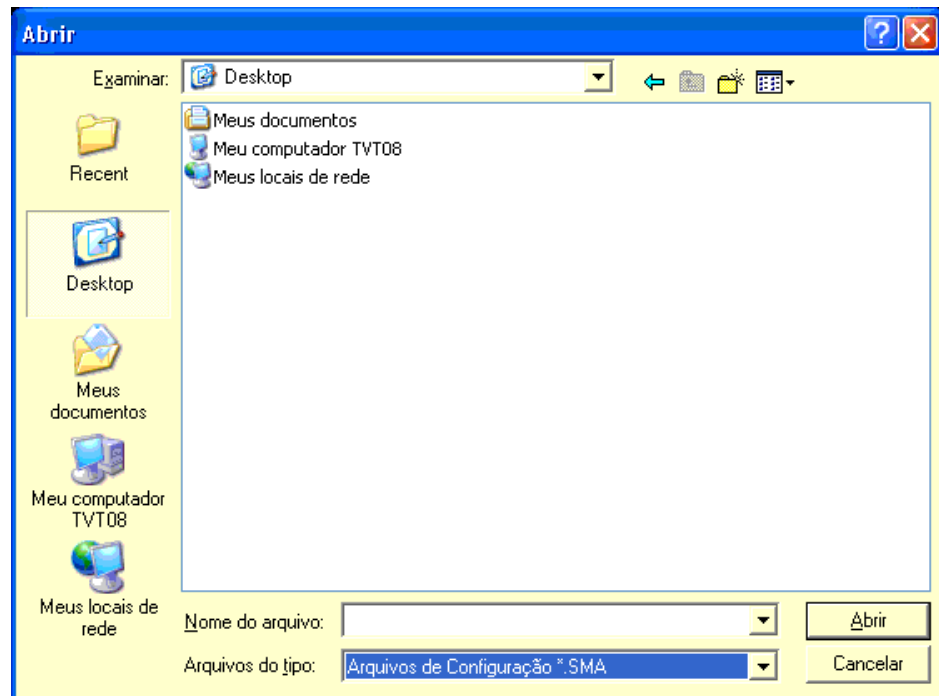 Abrir
Examinar:
Desktop
Meus documentos
Meu computador TVT08
Meus locais de rede
Recent
Desktop
Meus
documentos
Meu computador
TVT08
Meus locais de
rede
Nome do arquivo:
Abrir
Arquivos do tipo:
Arquivos de Configuração *.SMA
Cancelar